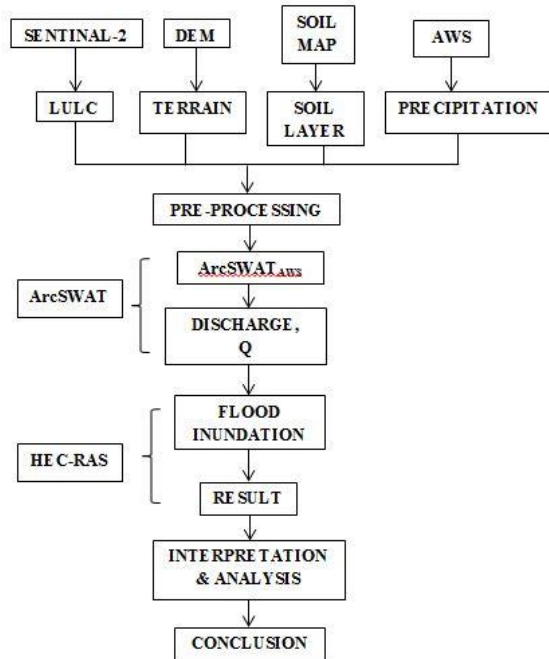 SENTINAL-2
DEM
SOIL
MAP
AWS
LULC
TERRAIN
SOIL
LAYER
PRECIPITATION
PRE-PROCESSING
ArcSWAT
ArcSWATAWS
DISCHARGE,
Q
HEC-RAS
FLOOD
INUNDATION
RESULT
INTERPRETATION
& ANALYSIS
CONCLUSION